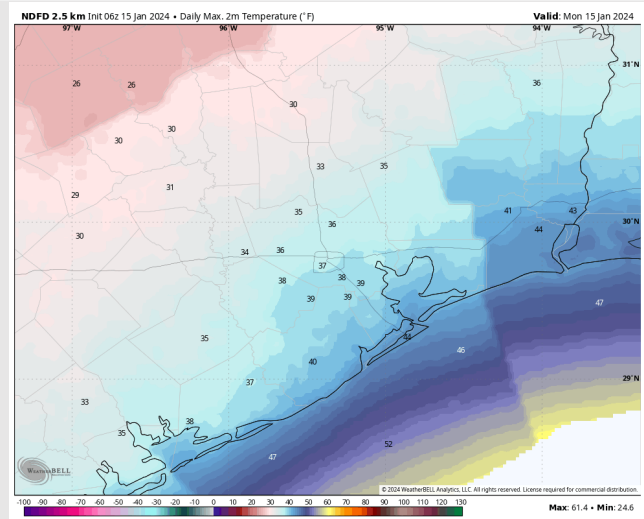 NDFD 2.5 km Init 06z 15 Jan 2024 • Daily Max. 2m Temperature (°F)
Valid: Mon 15 Jan 2024
97°W 96°W 95°W 94°W
31°N
36
26 26
30
30
30
33 35
31
29
35 41 43
30°N
36
44
30
34 36
37
38 38 39
39 39
47
44
35
46
40
37
29°N
33
38
35
52
47
WEATHERBELL
© 2024 WeatherBELL Analytics, LLC. All rights reserved. License required for commercial distribution.
-100 -90 -80 -70 -60 -50 -40 -30 -20 -10 0 10 20 30 40 50 60 70 80 90 100 110 120 130
Max: 61.4 • Min: 24.6